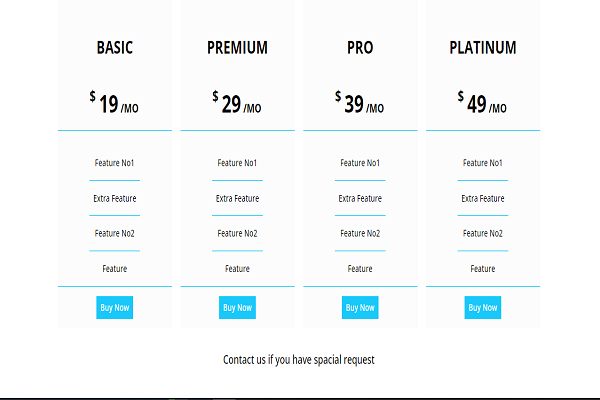 BASIC PREMIUM PRO PLATINUM
$19/MO $29/MO $39/MO $49/MO
Feature No1 Feature No1 Feature No1 Feature No1
Extra Feature Extra Feature Extra Feature Extra Feature
Feature No2 Feature No2 Feature No2 Feature No2
Feature Feature Feature Feature
Buy Now Buy Now Buy Now Buy Now
Contact us if you have spacial request